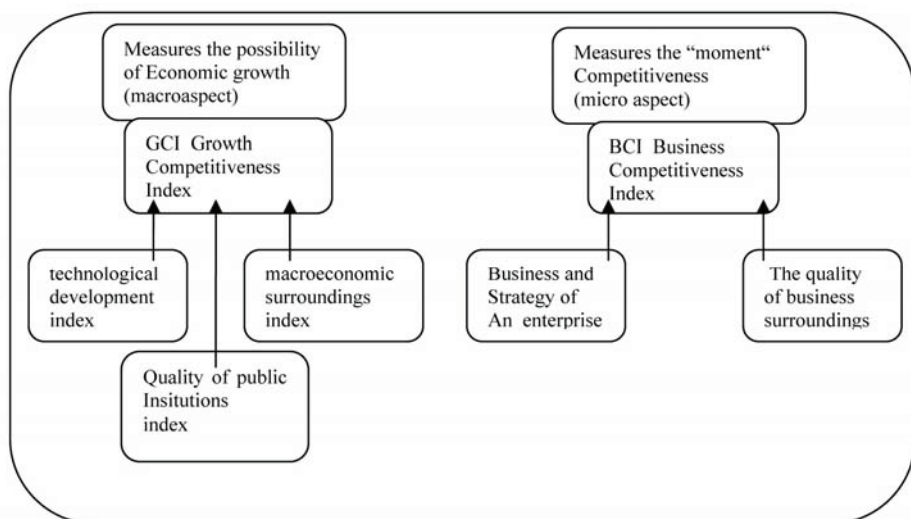 Measures the possibility
of Economic growth
(macroaspect)
GCI Growth
Competitiveness
Index
technological
development
index
macroeconomic
surroundings
index
Quality of public
Insitutions
index
Measures the “moment“
Competitiveness
(micro aspect)
BCI Business
Competitiveness
Index
Business and
Strategy of
An enterprise
The quality
of business
surroundings